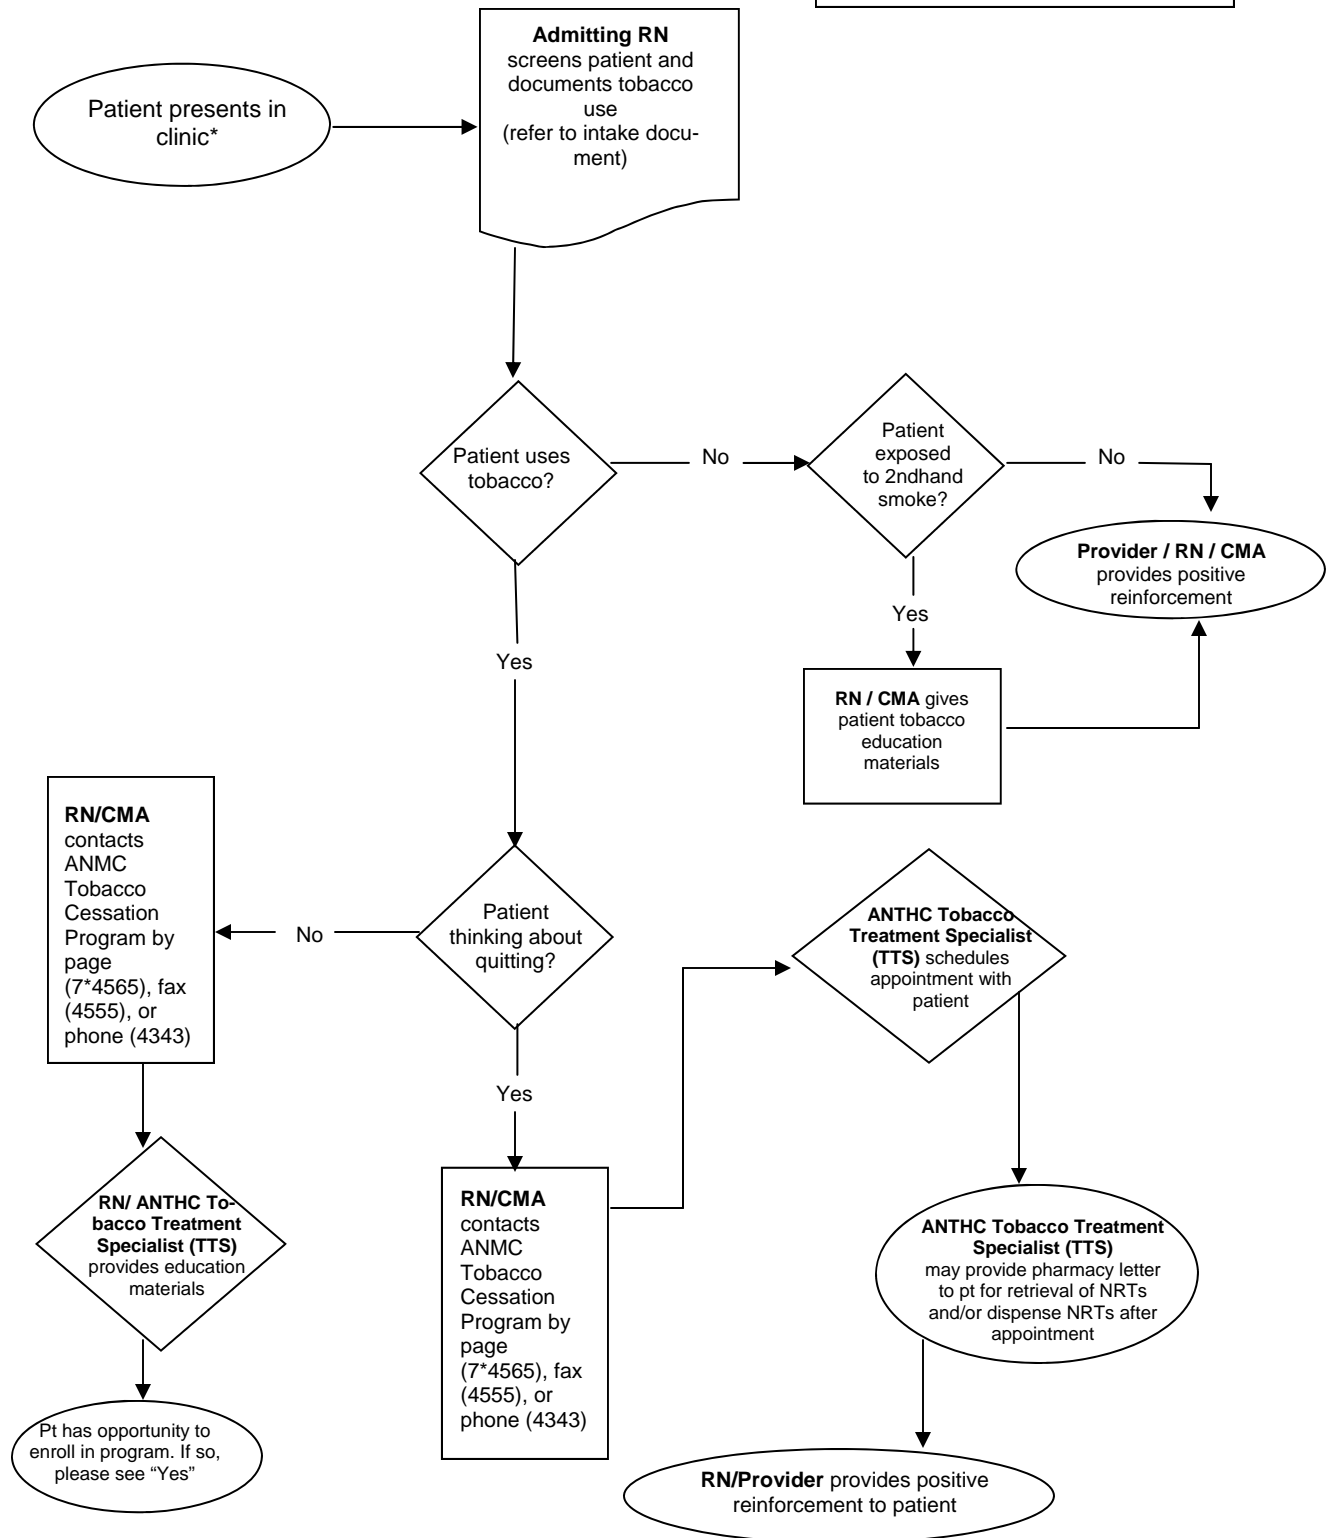 Patient presents in
clinic*
Admitting RN
screens patient and
documents tobacco
use
(refer to intake docu-
ment)
Patient uses
tobacco?
No
Patient
exposed
to 2ndhand
smoke?
No
Provider / RN / CMA
provides positive
reinforcement
Yes
RN / CMA gives
patient tobacco
education
materials
Yes
Patient
thinking about
quitting?
No
RN/CMA
contacts
ANMC
Tobacco
Cessation
Program by
page
(7*4565), fax
(4555), or
phone (4343)
RN/ ANTHC To-
bacco Treatment
Specialist (TTS)
provides education
materials
Pt has opportunity to
enroll in program. If so,
please see “Yes”
Yes
RN/CMA
contacts
ANMC
Tobacco
Cessation
Program by
page
(7*4565), fax
(4555), or
phone (4343)
ANTHC Tobacco
Treatment Specialist
(TTS) schedules
appointment with
patient
ANTHC Tobacco Treatment
Specialist (TTS)
may provide pharmacy letter
to pt for retrieval of NRTs
and/or dispense NRTs after
appointment
RN/Provider provides positive
reinforcement to patient